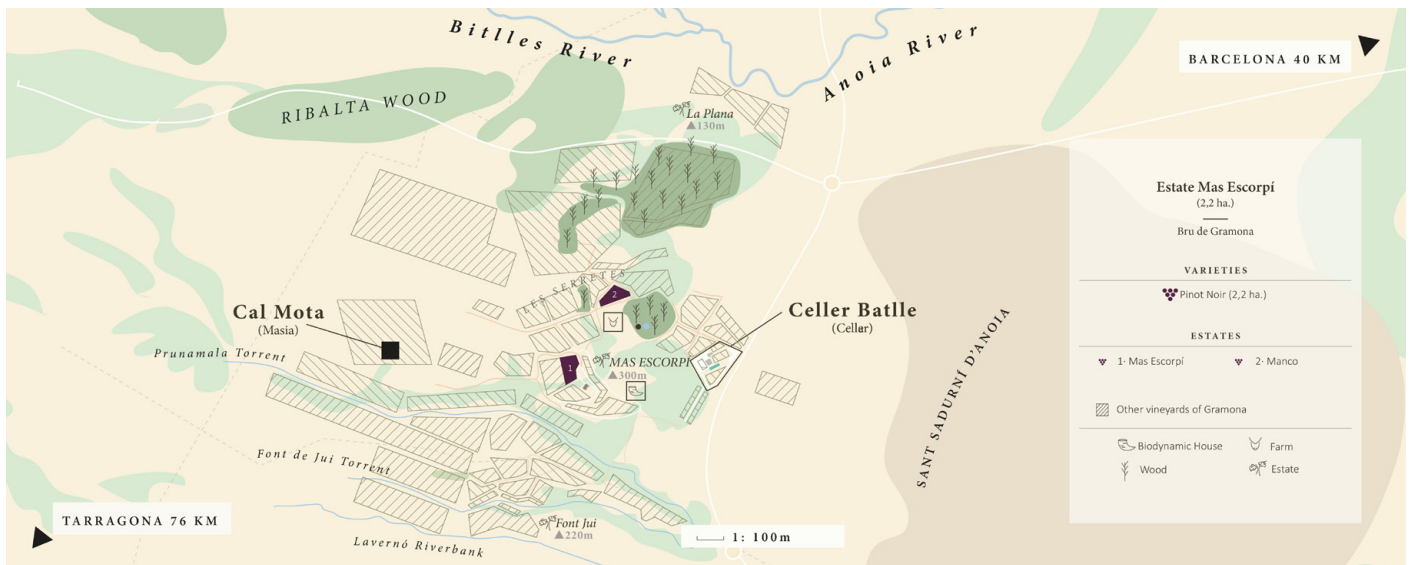 Bitlles River
Anoia River
BARCELONA 40 KM
RIBALTA WOOD
La Plana
130m
Estate Mas Escorpí
(2,2 ha.)
Bru de Gramona
VARIETIES
Pinot Noir (2,2 ha.)
ESTATES
1· Mas Escorpí
2· Manco
Other vineyards of Gramona
Biodynamic House
Farm
Wood
Estate
LES SERRETES
2
Cal Mota
(Masia)
Celler Batlle
(Celler)
Prunamala Torrent
1
MAS ESCORPÍ
300m
SANT SADURNÍ D'ANOIA
Font de Jui Torrent
TARRAGONA 76 KM
Font Jui
220m
1: 100m
Lavernó Riverbank